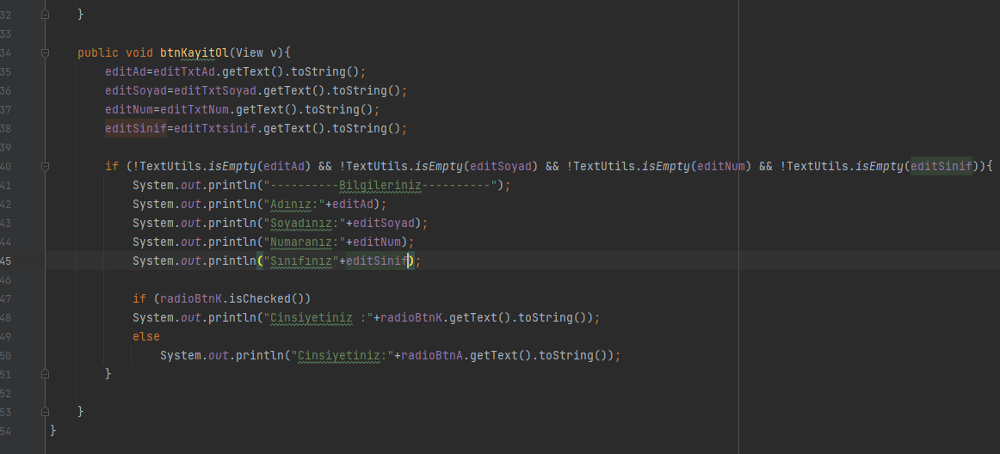 32 }
33
34 public void btnKayitOl(View v){
35 editAd=editTxtAd.getText().toString();
36 editSoyad=editTxtSoyad.getText().toString();
37 editNum=editTxtNum.getText().toString();
38 editSinif=editTxtsinif.getText().toString();
39
40 if (!TextUtils.isEmpty(editAd) && !TextUtils.isEmpty(editSoyad) && !TextUtils.isEmpty(editNum) && !TextUtils.isEmpty(editSinif)){
41 System.out.println("----------Bilgileriniz----------");
42 System.out.println("Adınız:"+editAd);
43 System.out.println("Soyadınız:"+editSoyad);
44 System.out.println("Numaranız:"+editNum);
45 System.out.println("Sınıfınız"+editSinif);
46
47 if (radioBtnK.isChecked())
48 System.out.println("Cinsiyetiniz :"+radioBtnK.getText().toString());
49 else
50 System.out.println("Cinsiyetiniz:"+radioBtnA.getText().toString());
51 }
52
53 }
54 }